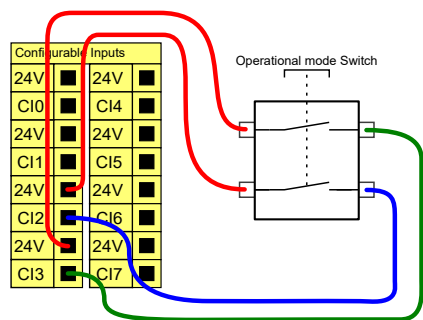 Configurable Inputs
Operational mode Switch
24V 24V
CI0 CI4
24V 24V
CI1 CI5
24V 24V
CI2 CI6
24V 24V
CI3 CI7